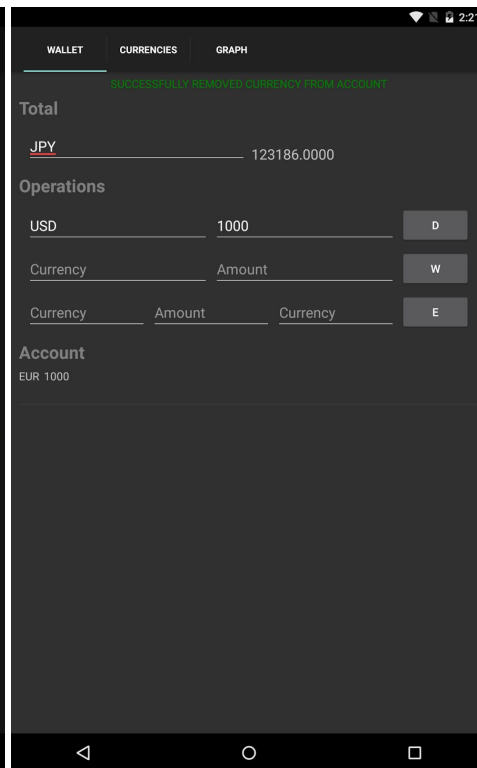 2:21
WALLET CURRENCIES GRAPH
SUCCESSFULLY REMOVED CURRENCY FROM ACCOUNT
Total
JPY 123186.0000
Operations
USD 1000 D
Currency Amount W
Currency Amount Currency E
Account
EUR 1000